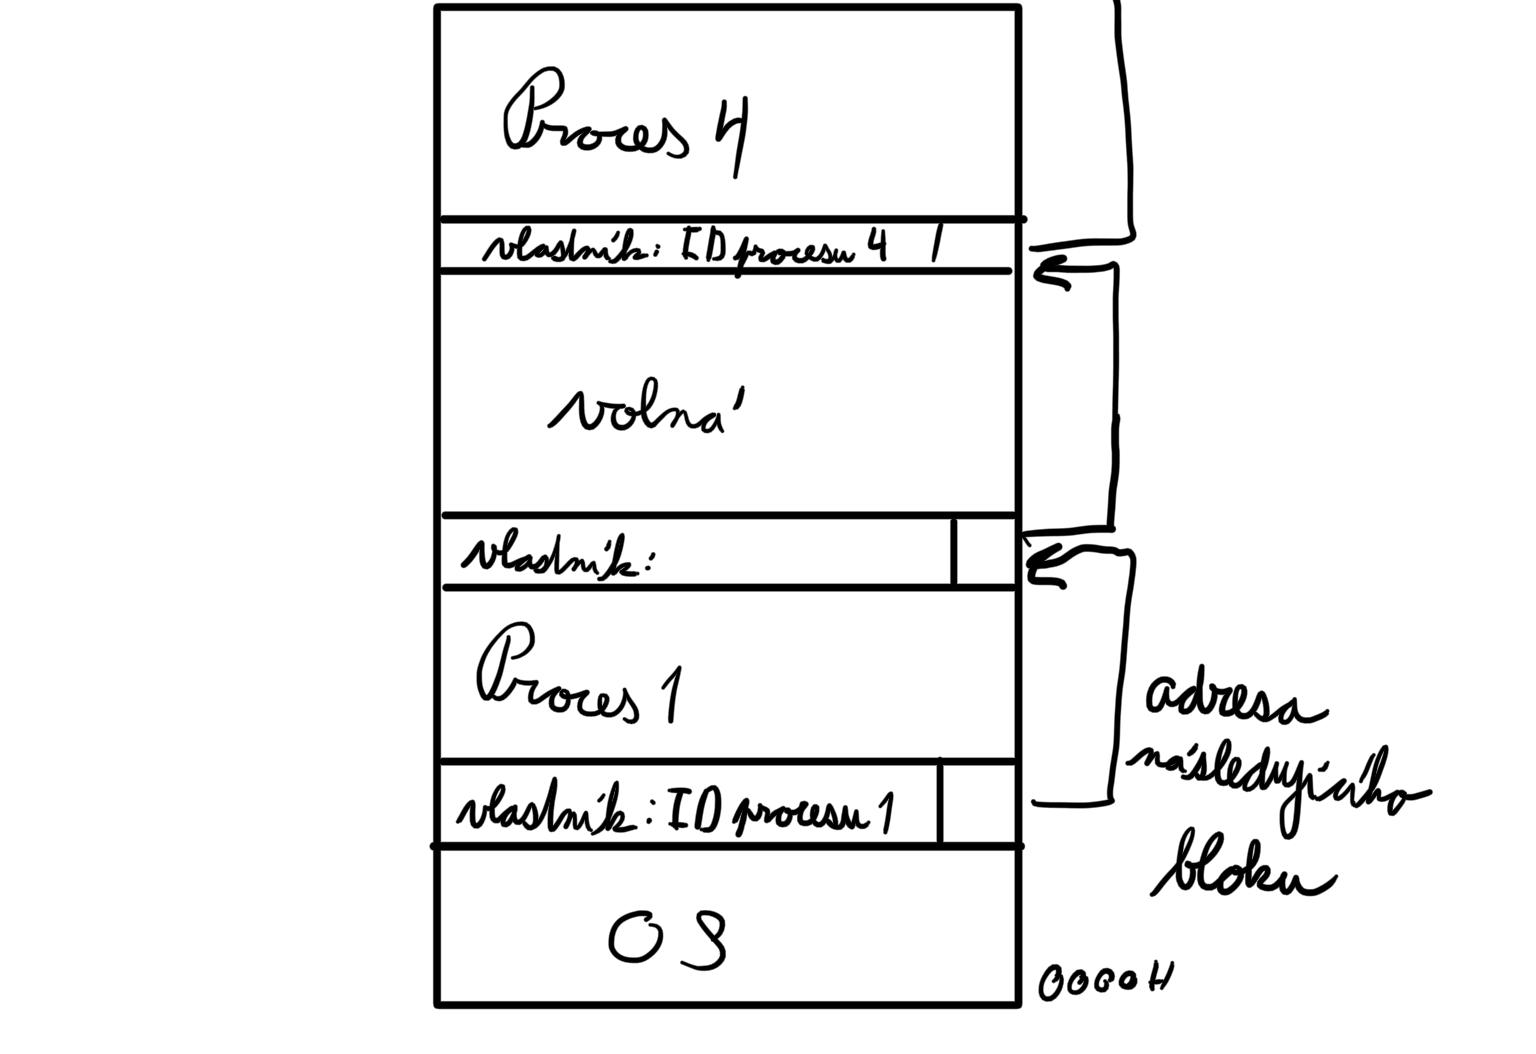 Proces 4
vlastník: ID procesu 4
volná
vlastník:
Proces 1
vlastník: ID procesu 1
adresa
následujícího
bloku
OS
0000H